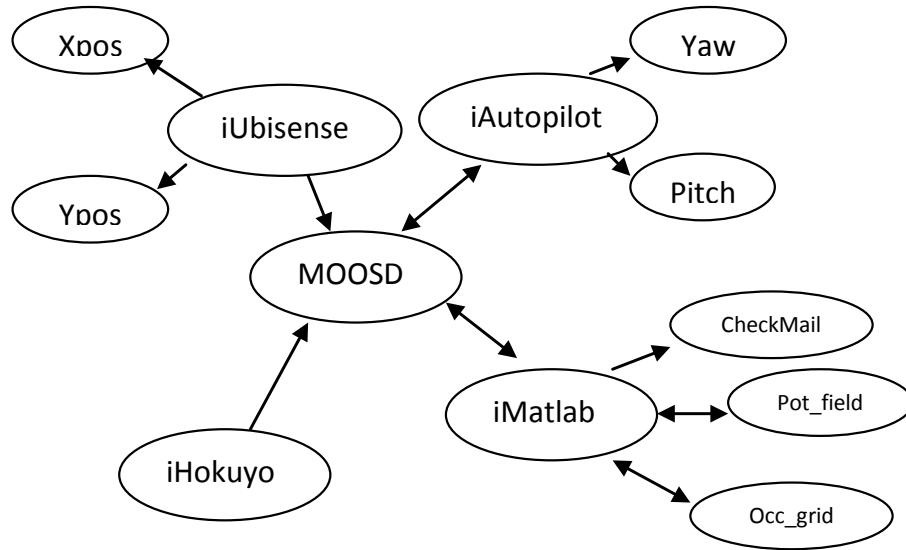 Xpos
Yaw
iUbisense
iAutopilot
Ypos
Pitch
MOOSD
CheckMail
iMatlab
Pot_field
iHokuyo
Occ_grid